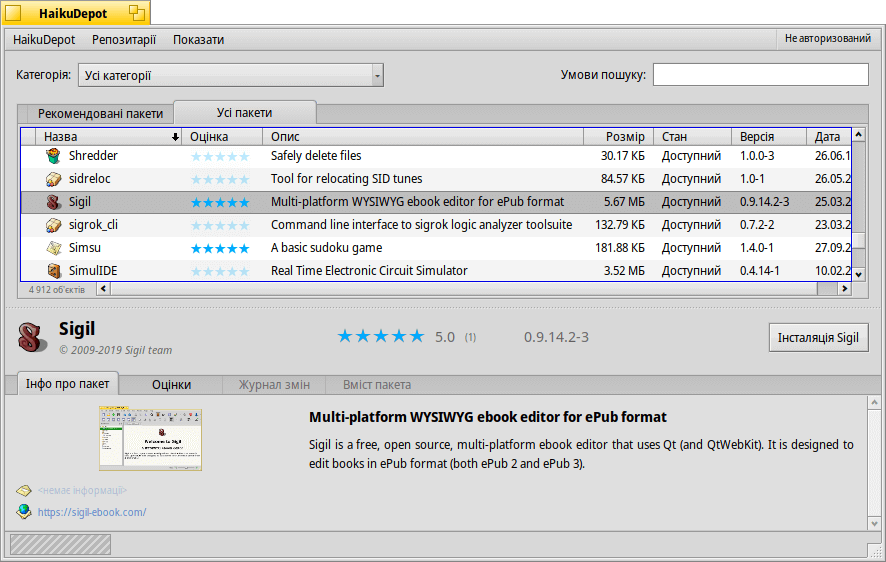 HaikuDepot
HaikuDepot Репозитарії Показати Не авторизований
Категорія: Усі категорії Умови пошуку:
Рекомендовані пакети Усі пакети
Назва Оцінка Опис Розмір Стан Версія Дата
Shredder Safely delete files 30.17 КБ Доступний 1.0.0-3 26.06.1
sidreloc Tool for relocating SID tunes 84.57 КБ Доступний 1.0-1 26.05.2
Sigil Multi-platform WYSIWYG ebook editor for ePub format 5.67 МБ Доступний 0.9.14.2-3 25.03.2
sigrok_cli Command line interface to sigrok logic analyzer toolsuite 132.79 КБ Доступний 0.7.2-2 23.03.2
Simsu A basic sudoku game 181.88 КБ Доступний 1.4.0-1 27.09.2
SimulIDE Real Time Electronic Circuit Simulator 3.52 МБ Доступний 0.4.14-1 10.02.2
4 912 об'єктів
Sigil
© 2009-2019 Sigil team
5.0 (1) 0.9.14.2-3 Інсталяція Sigil
Інфо про пакет Оцінки Журнал змін Вміст пакета
Multi-platform WYSIWYG ebook editor for ePub format
Sigil is a free, open source, multi-platform ebook editor that uses Qt (and QtWebKit). It is designed to
edit books in ePub format (both ePub 2 and ePub 3).
Welcome to Sigil
<немає інформації>
https://sigil-ebook.com/